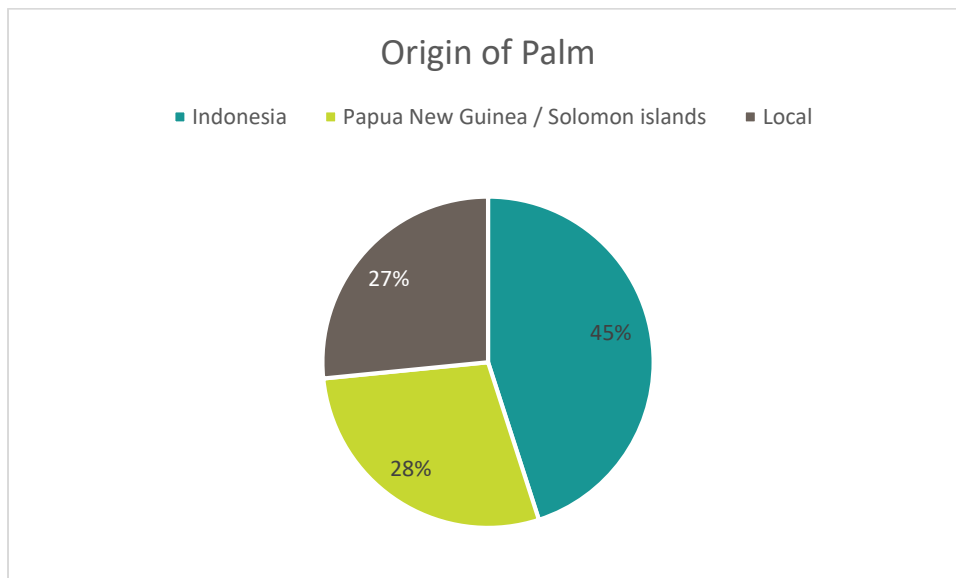 Origin of Palm
Indonesia Papua New Guinea / Solomon islands Local
27%
45%
28%